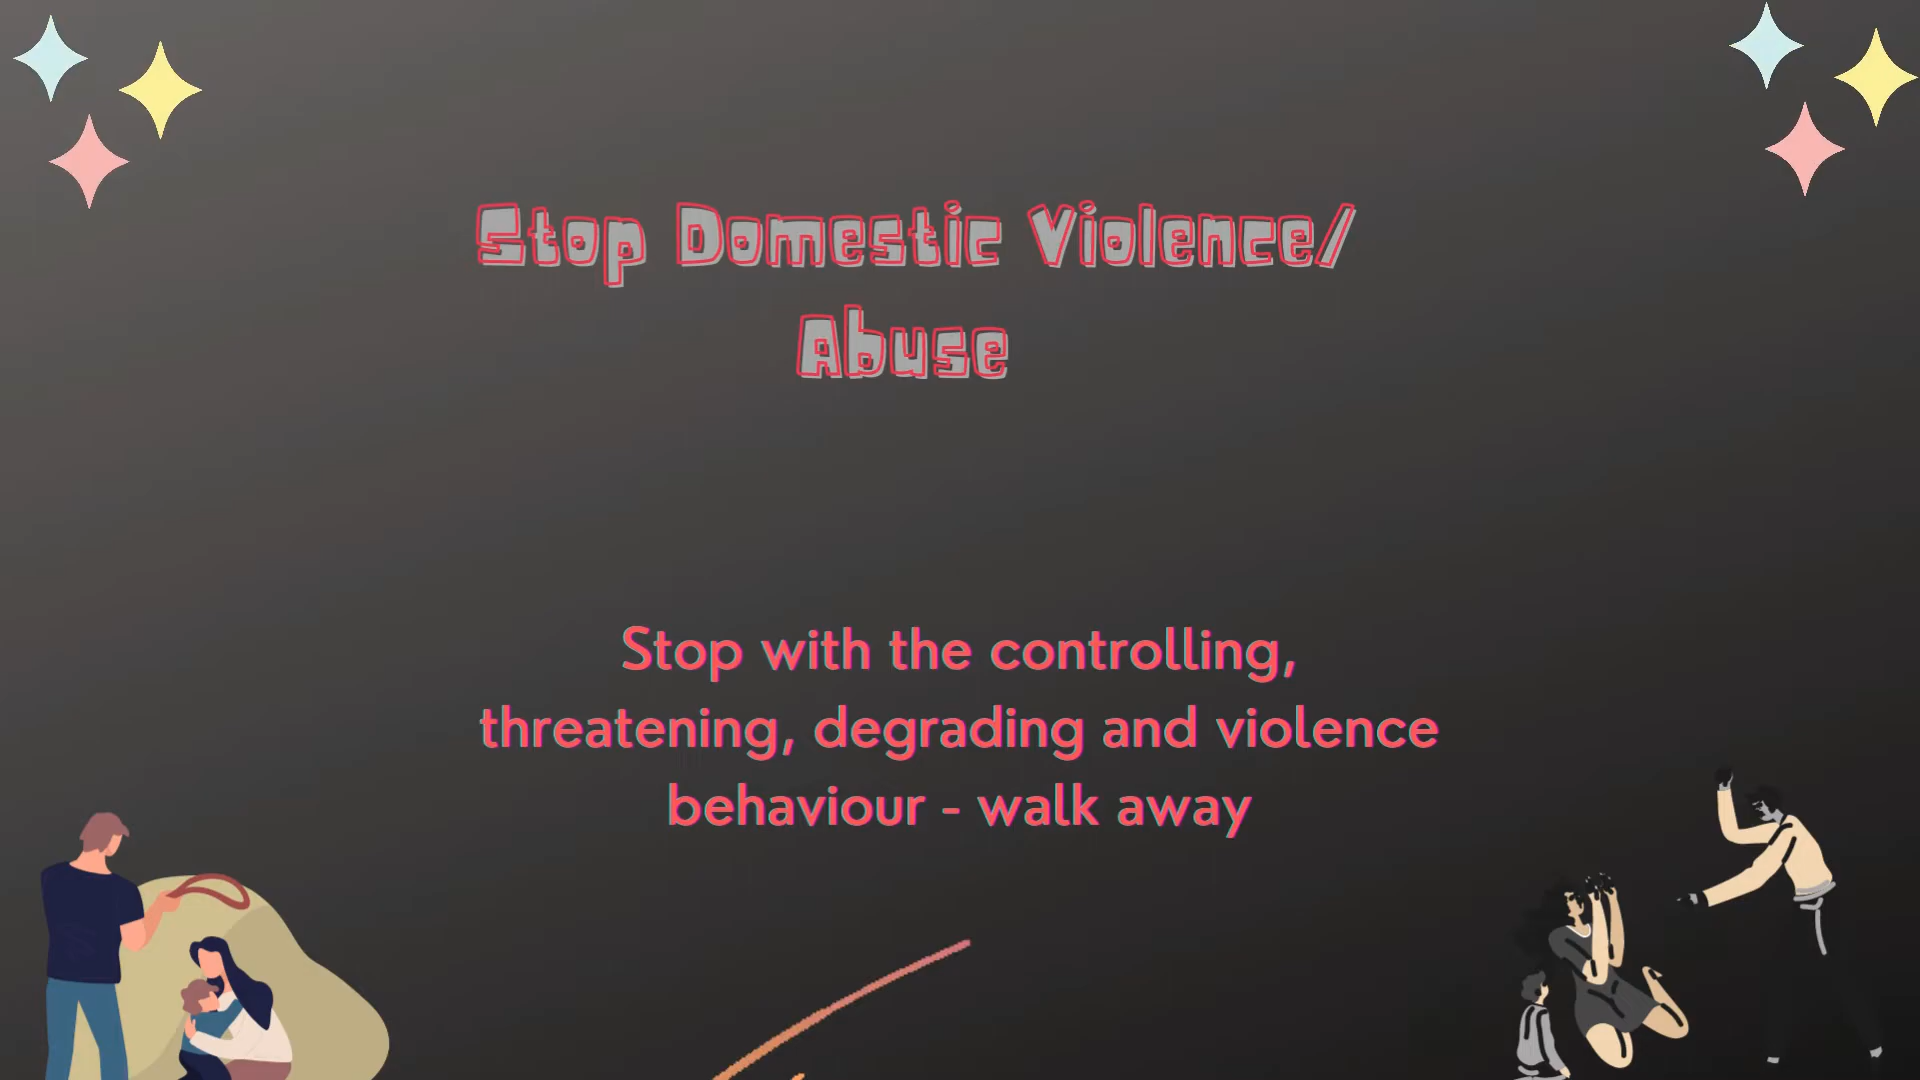 Stop Domestic Violence/
Abuse
Stop with the controlling,
threatening, degrading and violence
behaviour - walk away